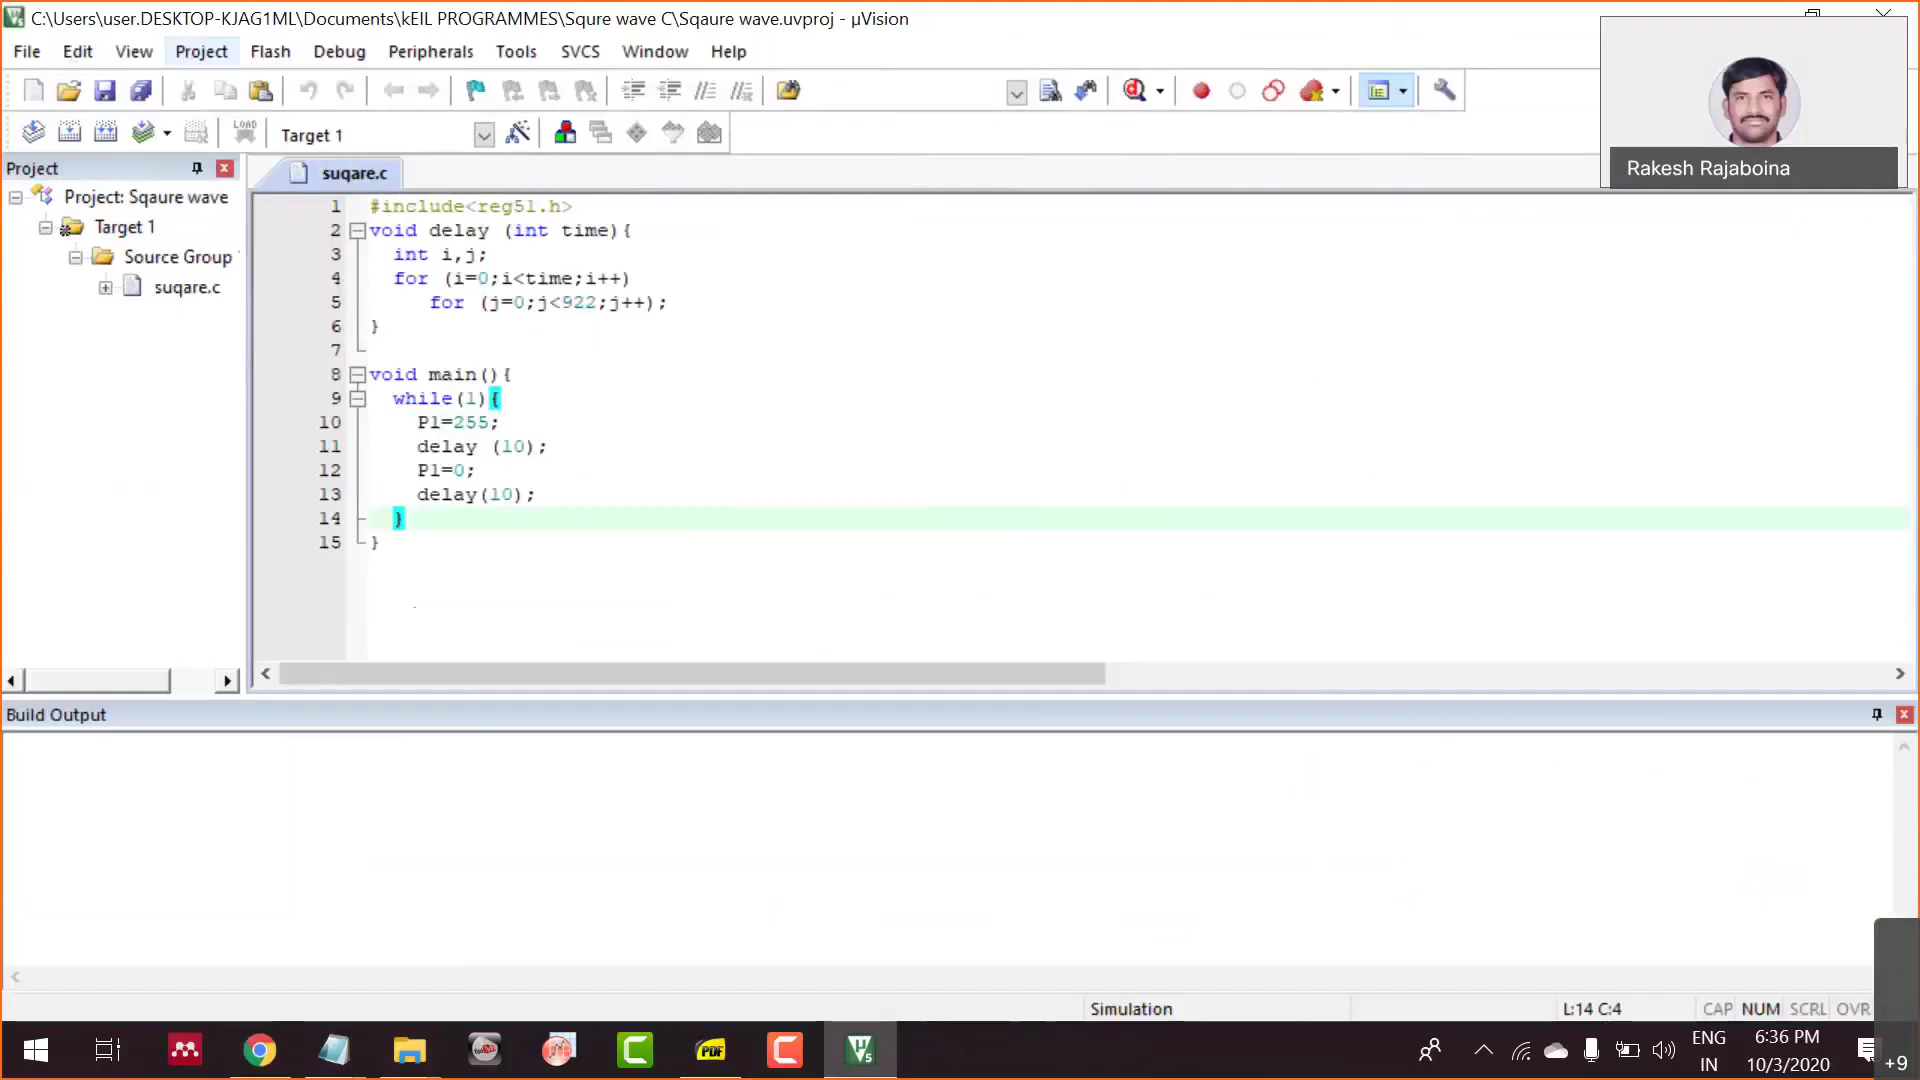 C:\Users\user.DESKTOP-KJAG1ML\Documents\kEIL PROGRAMMES\Squre wave C\Sqaure wave.uvproj - µVision
File Edit View Project Flash Debug Peripherals Tools SVCS Window Help
LOAD
Target 1
Rakesh Rajaboina
Project
Project: Sqaure wave
Target 1
Source Group
suqare.c
suqare.c
1 #include<reg51.h>
2 void delay (int time){
3 int i,j;
4 for (i=0;i<time;i++)
5 for (j=0;j<922;j++);
6 }
7
8 void main(){
9 while(1){
10 P1=255;
11 delay (10);
12 P1=0;
13 delay(10);
14 }
15 }
Build Output
Simulation
L:14 C:4
CAP NUM SCRL OVR
PDF
ENG
IN
6:36 PM
10/3/2020
+9